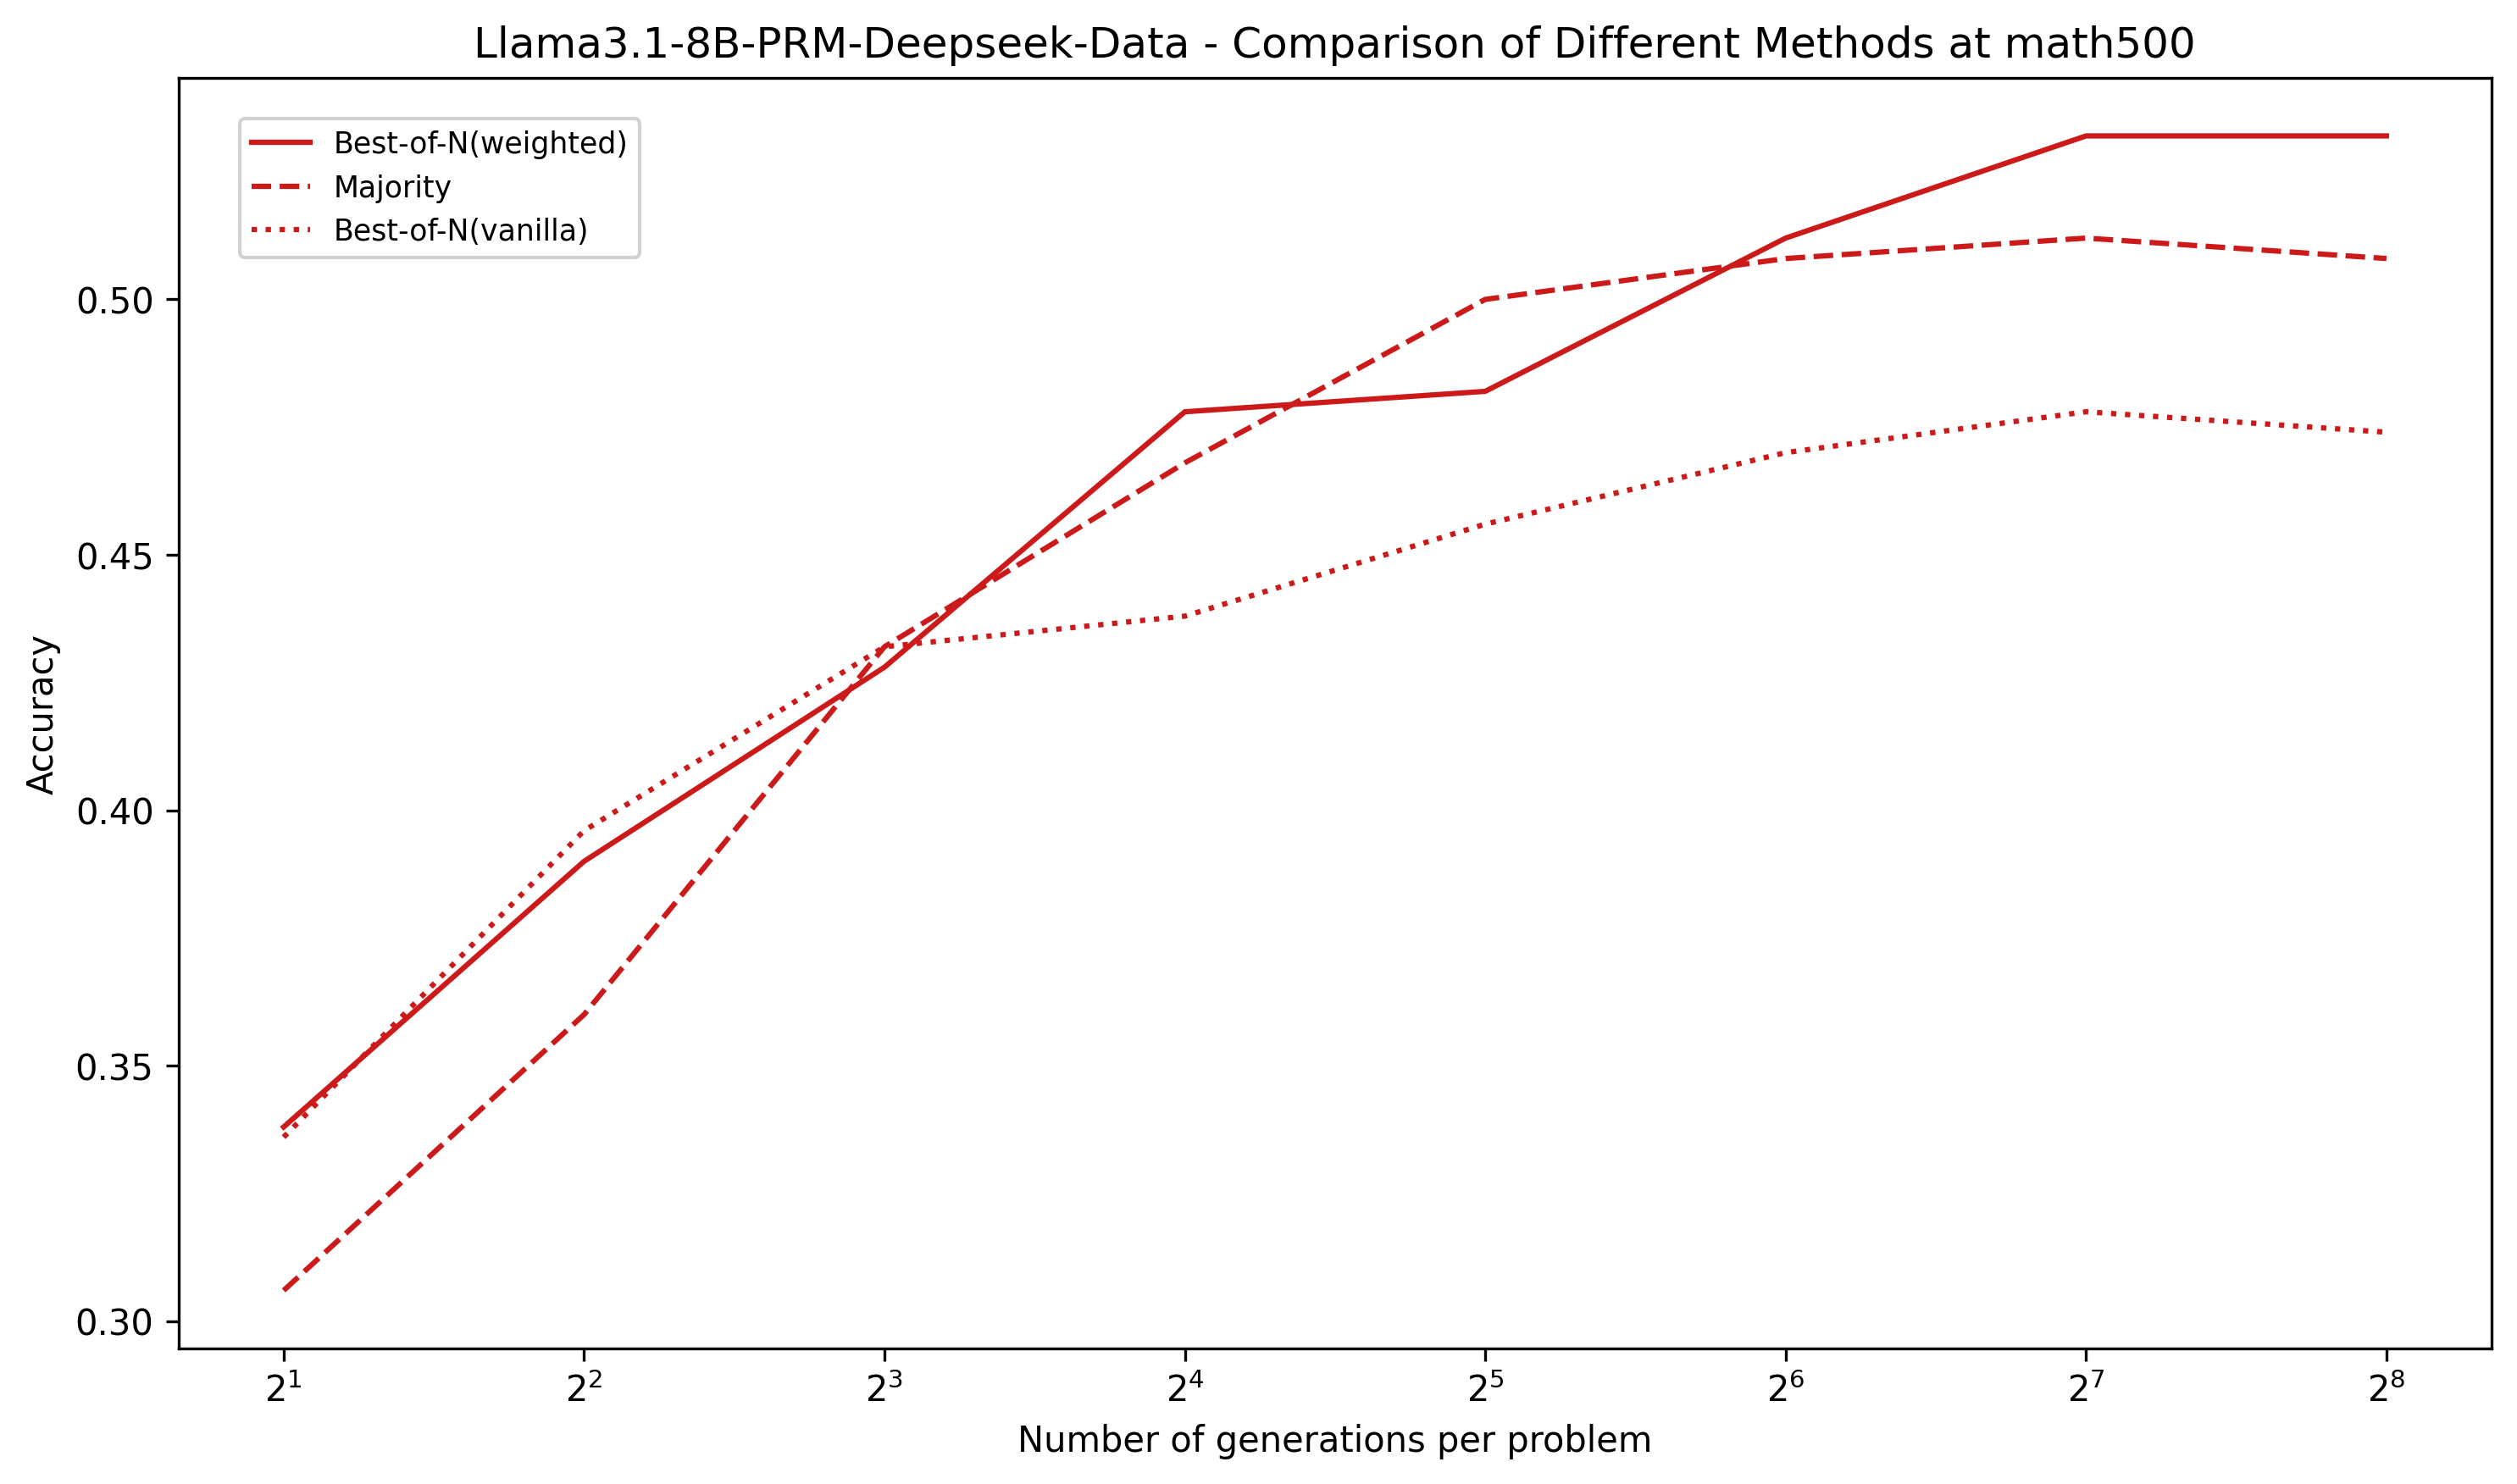 Llama3.1-8B-PRM-Deepseek-Data - Comparison of Different Methods at math500
Best-of-N(weighted)
Majority
Best-of-N(vanilla)
Accuracy
0.50
0.45
0.40
0.35
0.30
2¹ 2² 2³ 2⁴ 2⁵ 2⁶ 2⁷ 2⁸
Number of generations per problem